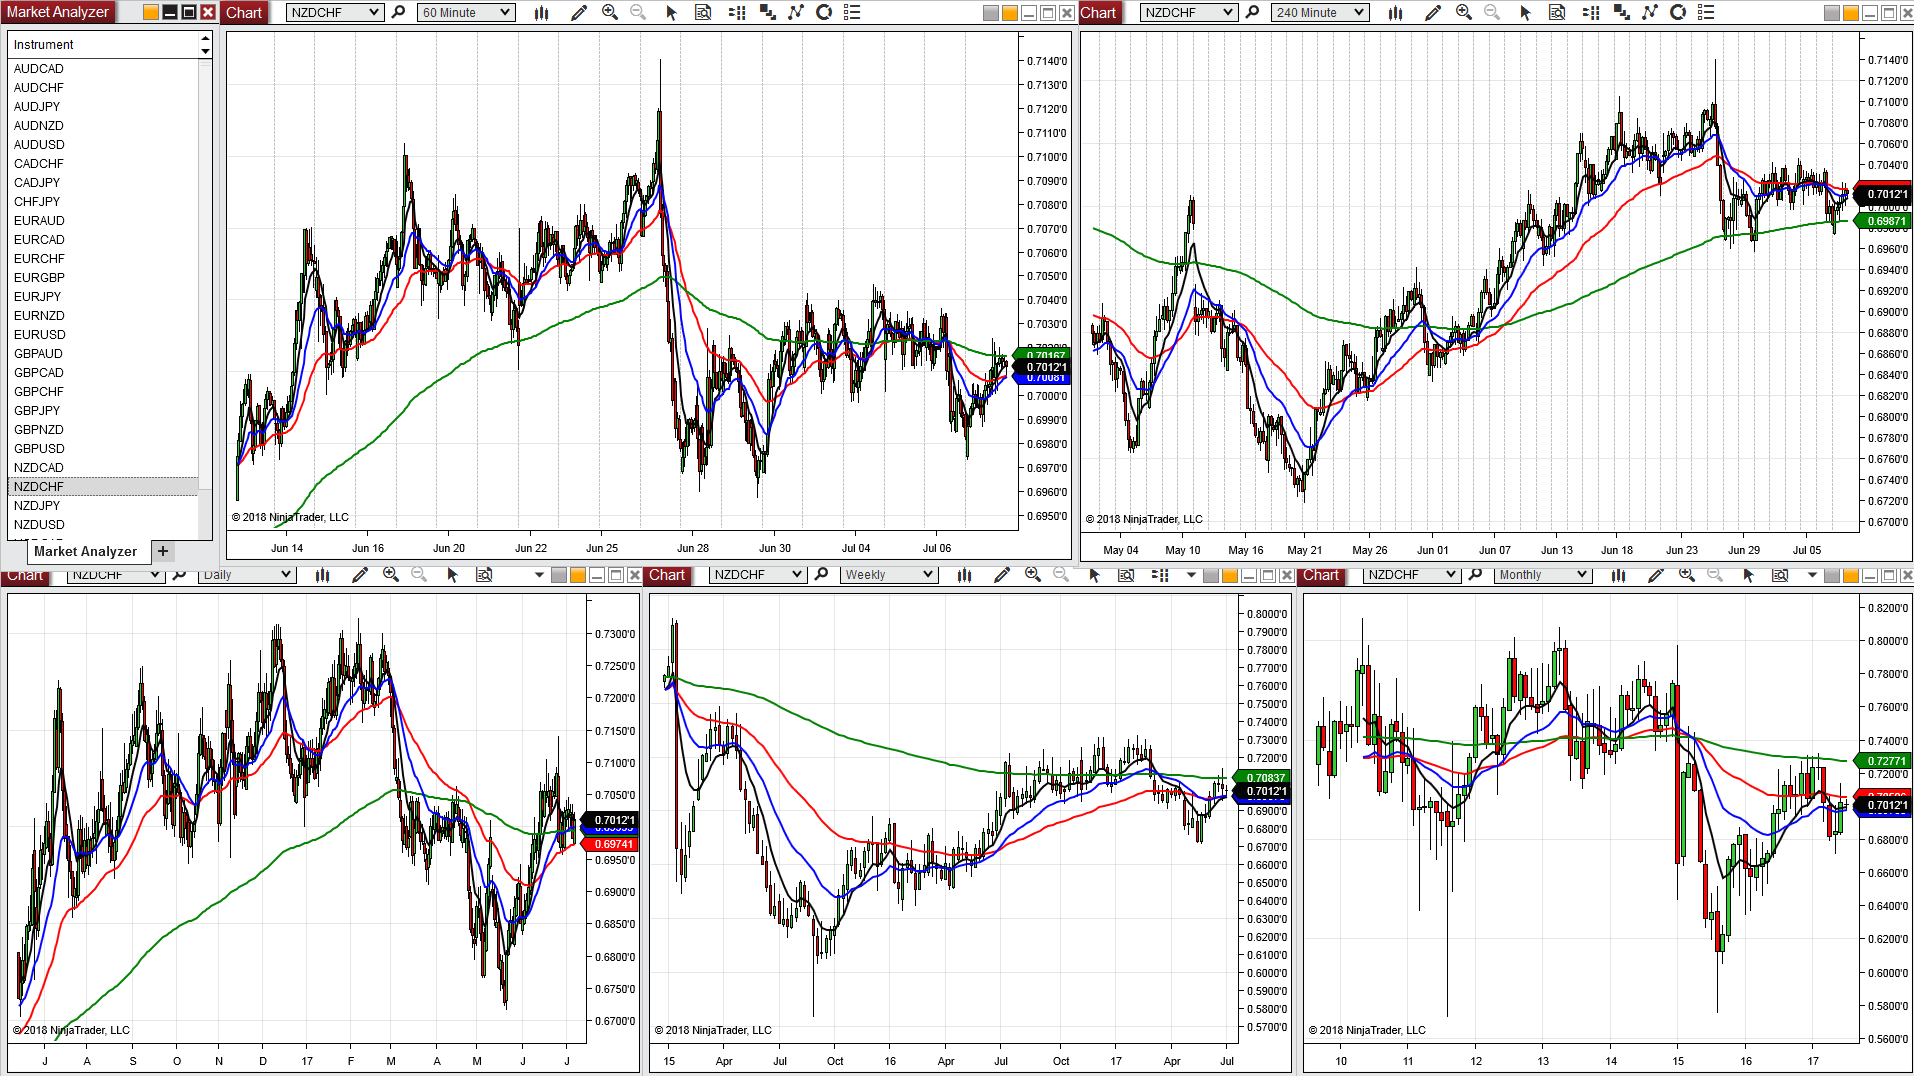 Market Analyzer
Instrument
AUDCAD
AUDCHF
AUDJPY
AUDNZD
AUDUSD
CADCHF
CADJPY
CHFJPY
EURAUD
EURCAD
EURCHF
EURGBP
EURJPY
EURNZD
EURUSD
GBPAUD
GBPCAD
GBPCHF
GBPJPY
GBPNZD
GBPUSD
NZDCAD
NZDCHF
NZDJPY
NZDUSD
Market Analyzer +
Chart NZDCHF 60 Minute
0.7140'0
0.7130'0
0.7120'0
0.7110'0
0.7100'0
0.7090'0
0.7080'0
0.7070'0
0.7060'0
0.7050'0
0.7040'0
0.7030'0
0.70167
0.7012'1
0.70081
0.7000'0
0.6990'0
0.6980'0
0.6970'0
0.6960'0
0.6950'0
© 2018 NinjaTrader, LLC
Jun 14 Jun 16 Jun 20 Jun 22 Jun 25 Jun 28 Jun 30 Jul 04 Jul 06
Chart NZDCHF 240 Minute
0.7140'0
0.7120'0
0.7100'0
0.7080'0
0.7060'0
0.7040'0
0.7012'1
0.7000'0
0.69871
0.6960'0
0.6940'0
0.6920'0
0.6900'0
0.6880'0
0.6860'0
0.6840'0
0.6820'0
0.6800'0
0.6780'0
0.6760'0
0.6740'0
0.6720'0
0.6700'0
© 2018 NinjaTrader, LLC
May 04 May 10 May 16 May 21 May 26 Jun 01 Jun 07 Jun 13 Jun 18 Jun 23 Jun 29 Jul 05
Chart NZDCHF Daily
0.7300'0
0.7250'0
0.7200'0
0.7150'0
0.7100'0
0.7050'0
0.7012'1
0.69741
0.6950'0
0.6900'0
0.6850'0
0.6800'0
0.6750'0
0.6700'0
© 2018 NinjaTrader, LLC
J A S O N D 17 F M A M J J
Chart NZDCHF Weekly
0.8000'0
0.7900'0
0.7800'0
0.7700'0
0.7600'0
0.7500'0
0.7400'0
0.7300'0
0.7200'0
0.70837
0.7012'1
0.6900'0
0.6800'0
0.6700'0
0.6600'0
0.6500'0
0.6400'0
0.6300'0
0.6200'0
0.6100'0
0.6000'0
0.5900'0
0.5800'0
0.5700'0
© 2018 NinjaTrader, LLC
15 Apr Jul Oct 16 Apr Jul Oct 17 Apr Jul
Chart NZDCHF Monthly
0.8200'0
0.8000'0
0.7800'0
0.7600'0
0.7400'0
0.72771
0.7200'0
0.7012'1
0.6800'0
0.6600'0
0.6400'0
0.6200'0
0.6000'0
0.5800'0
0.5600'0
© 2018 NinjaTrader, LLC
10 11 12 13 14 15 16 17